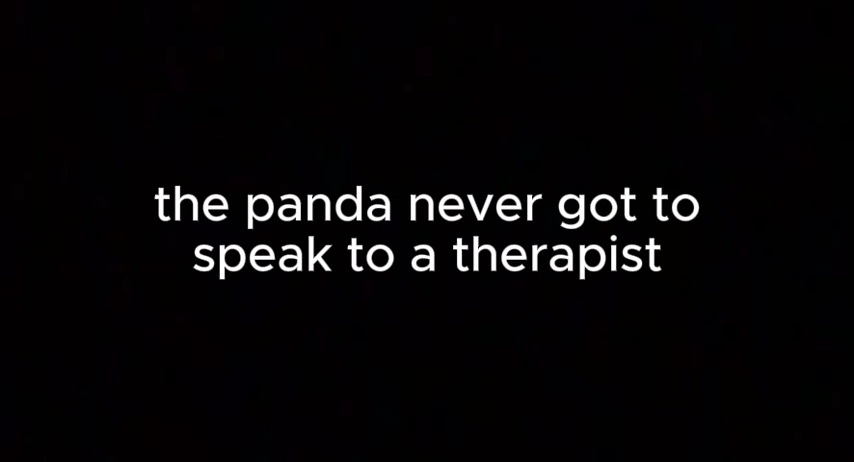 the panda never got to
speak to a therapist